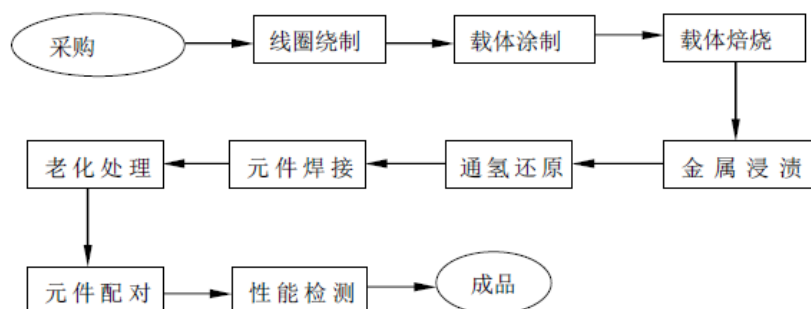 采购
线圈绕制
载体涂制
载体焙烧
金属浸渍
通氢还原
元件焊接
老化处理
元件配对
性能检测
成品